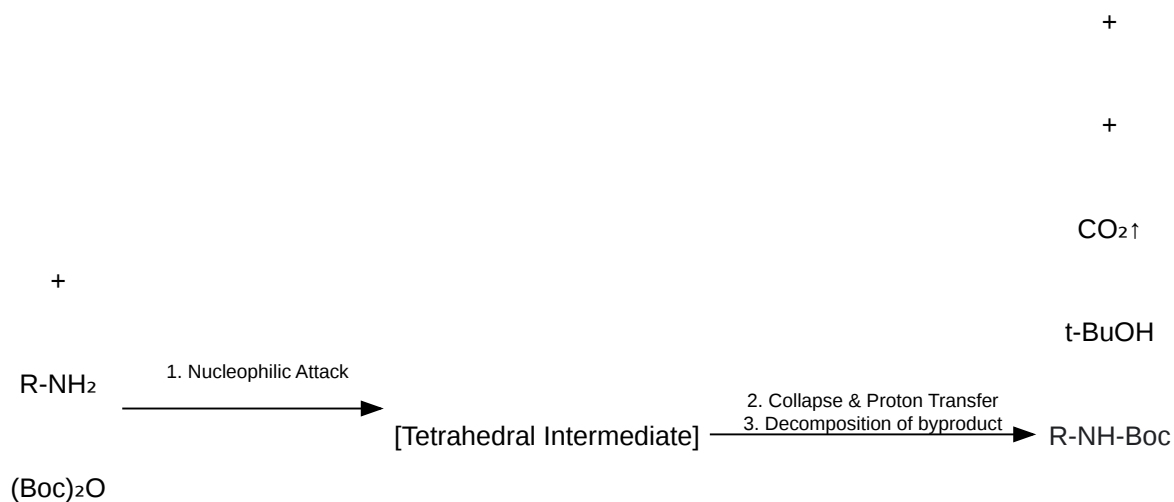 +
+
CO₂↑
+
t-BuOH
R-NH₂
1. Nucleophilic Attack
2. Collapse & Proton Transfer
3. Decomposition of byproduct
[Tetrahedral Intermediate]
R-NH-Boc
(Boc)₂O